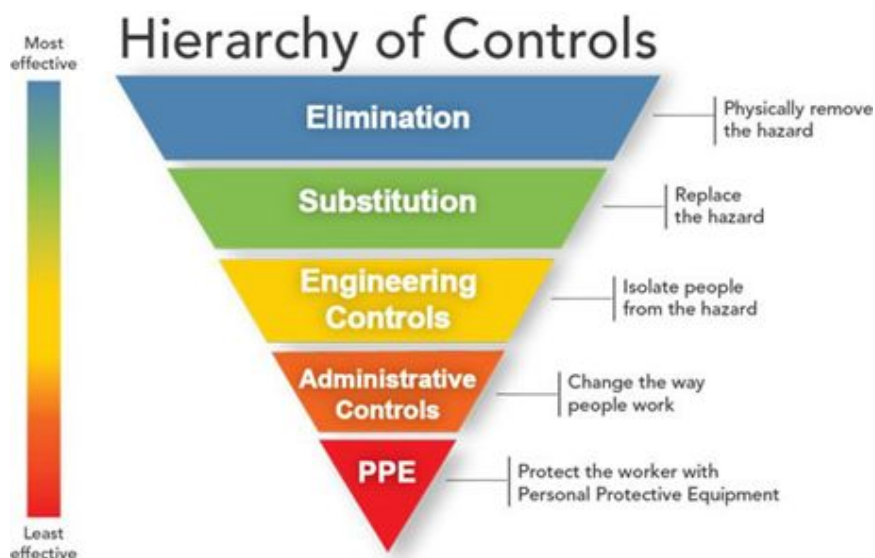 Hierarchy of Controls
Most
effective
Elimination
Physically remove
the hazard
Substitution
Replace
the hazard
Engineering
Controls
Isolate people
from the hazard
Administrative
Controls
Change the way
people work
PPE
Protect the worker with
Personal Protective Equipment
Least
effective